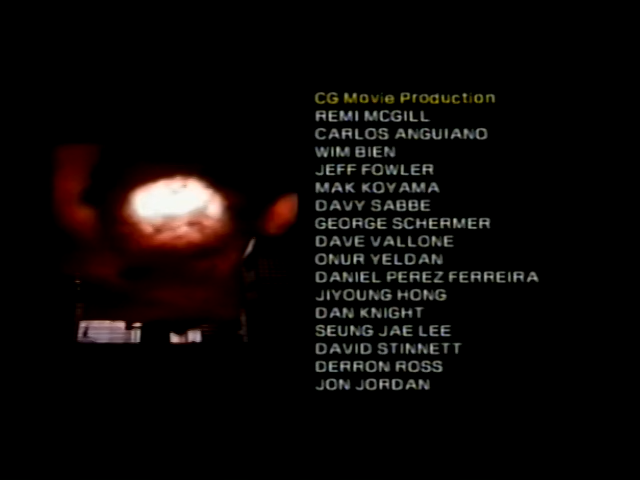 CG Movie Production
REMI MCGILL
CARLOS ANGUIANO
WIM BIEN
JEFF FOWLER
MAK KOYAMA
DAVY SABBE
GEORGE SCHERMER
DAVE VALLONE
ONUR YELDAN
DANIEL PEREZ FERREIRA
JIYOUNG HONG
DAN KNIGHT
SEUNG JAE LEE
DAVID STINNETT
DERRON ROSS
JON JORDAN